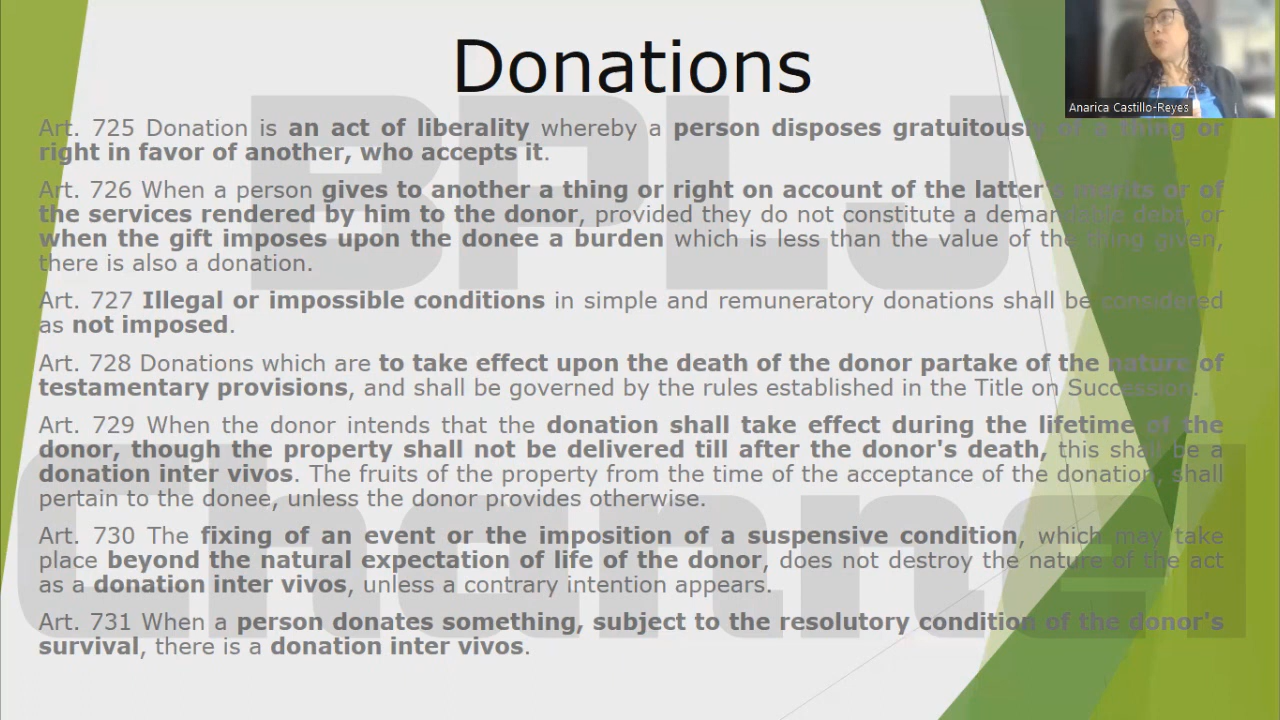 Donations
Anarica Castillo-Reyes
Art. 725 Donation is an act of liberality whereby a person disposes gratuitously of a thing or
right in favor of another, who accepts it.
Art. 726 When a person gives to another a thing or right on account of the latter's merits or of
the services rendered by him to the donor, provided they do not constitute a demandable debt, or
when the gift imposes upon the donee a burden which is less than the value of the thing given,
there is also a donation.
Art. 727 Illegal or impossible conditions in simple and remuneratory donations shall be considered
as not imposed.
Art. 728 Donations which are to take effect upon the death of the donor partake of the nature of
testamentary provisions, and shall be governed by the rules established in the Title on Succession.
Art. 729 When the donor intends that the donation shall take effect during the lifetime of the
donor, though the property shall not be delivered till after the donor's death, this shall be a
donation inter vivos. The fruits of the property from the time of the acceptance of the donation, shall
pertain to the donee, unless the donor provides otherwise.
Art. 730 The fixing of an event or the imposition of a suspensive condition, which may take
place beyond the natural expectation of life of the donor, does not destroy the nature of the act
as a donation inter vivos, unless a contrary intention appears.
Art. 731 When a person donates something, subject to the resolutory condition of the donor's
survival, there is a donation inter vivos.
BPLJ
Channel